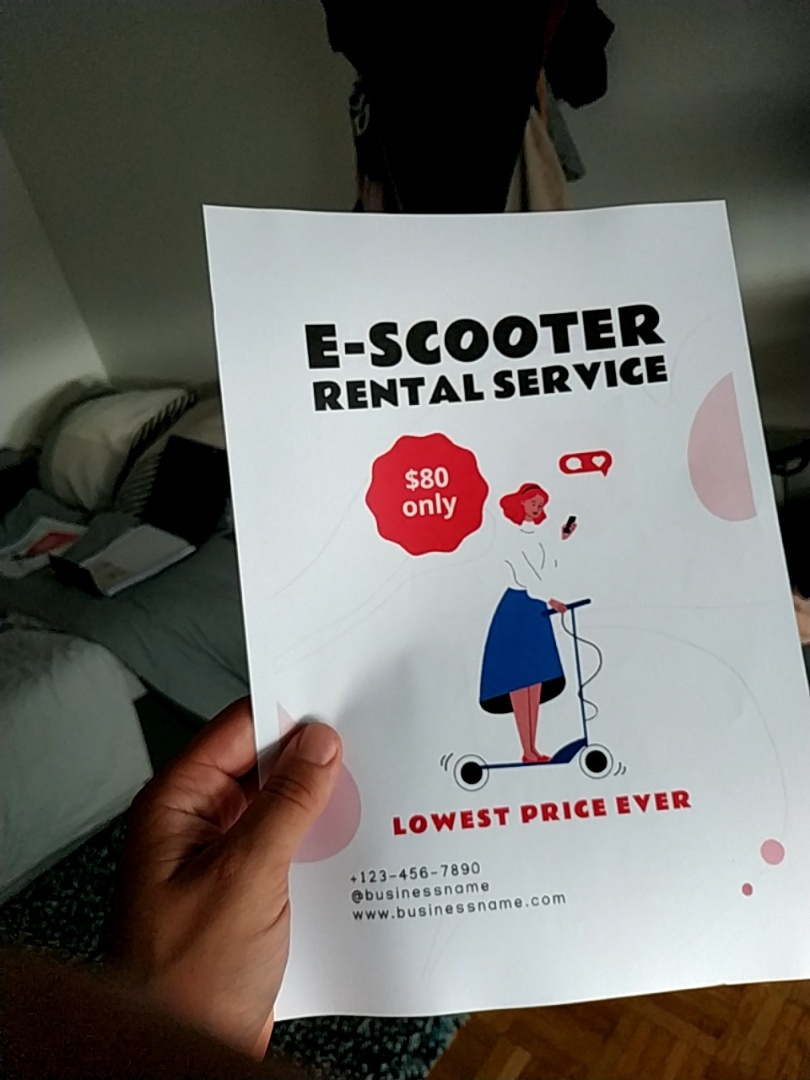 E-SCOOTER
RENTAL SERVICE
$80
only
LOWEST PRICE EVER
+123-456-7890
@businessname
www.businessname.com